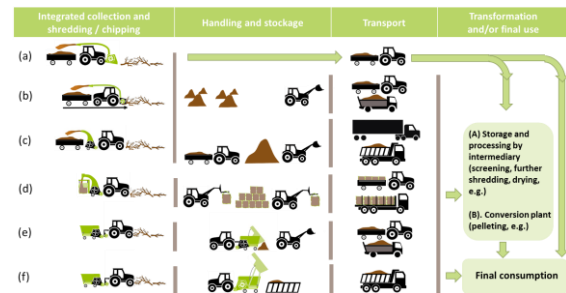 Integrated collection and
shredding / chipping
Handling and stockage
Transport
Transformation
and/or final use
(a)
(b)
(c)
(d)
(e)
(f)
(A) Storage and
processing by
intermediary
(screening, further
shredding, drying,
e.g.)
(B). Conversion plant
(pelleting, e.g.)
Final consumption